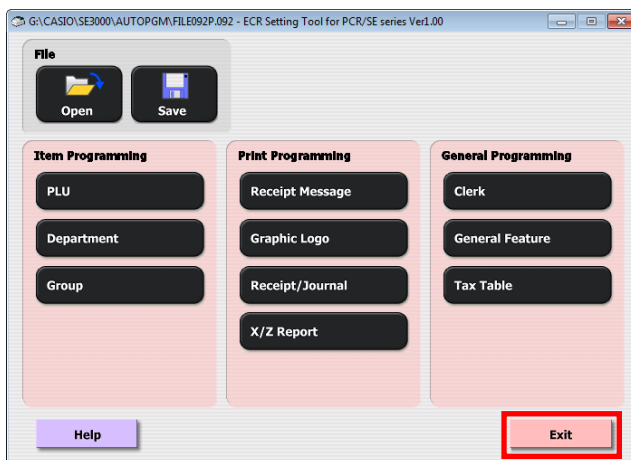 G:\CASIO\SE3000\AUTOPGM\FILE092P.092 - ECR Setting Tool for PCR/SE series Ver1.00
File
Open
Save
Item Programming
PLU
Department
Group
Print Programming
Receipt Message
Graphic Logo
Receipt/Journal
X/Z Report
General Programming
Clerk
General Feature
Tax Table
Help
Exit